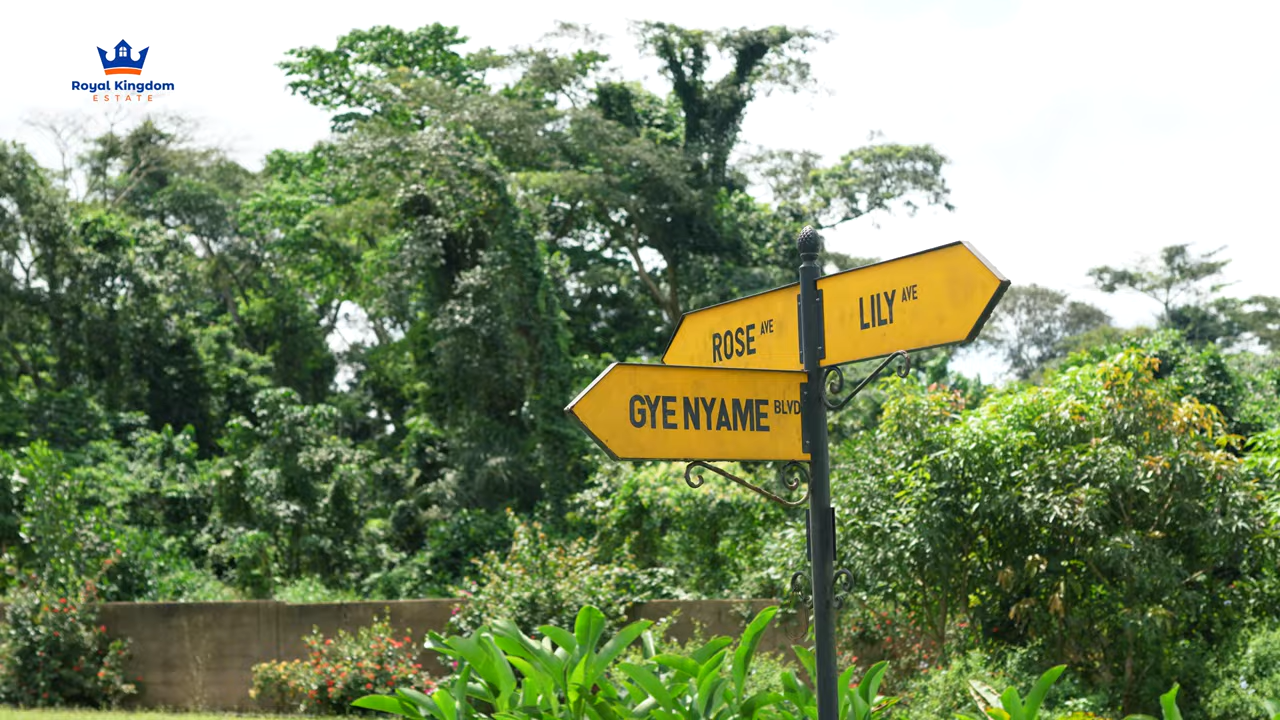 Royal Kingdom
ESTATE
LILY AVE
ROSE AVE
GYE NYAME BLVD